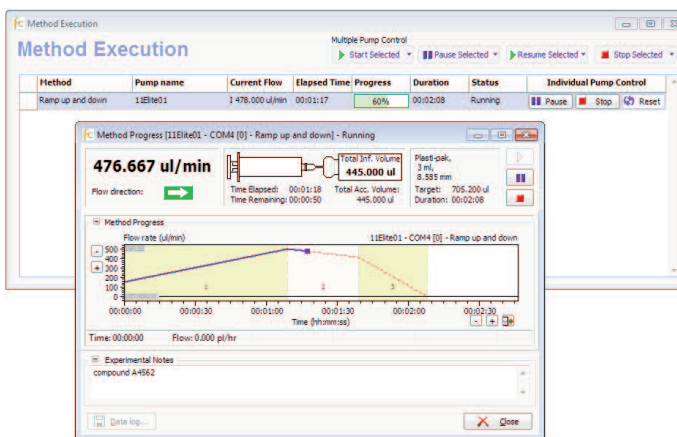 Method Execution
Method Execution
Multiple Pump Control
Start Selected
Pause Selected
Resume Selected
Stop Selected
Method Pump name Current Flow Elapsed Time Progress Duration Status Individual Pump Control
Ramp up and down 11Elite01 I 478.000 ul/min 00:01:17 60% 00:02:08 Running Pause Stop Reset
Method Progress [11Elite01 - COM4 [0] - Ramp up and down] - Running
476.667 ul/min
Flow direction:
Total Inf. Volume
445.000 ul
Time Elapsed: 00:01:18
Time Remaining: 00:00:50
Total Acc. Volume:
445.000 ul
Plasti-pak,
3 ml,
8.585 mm
Target: 705.200 ul
Duration: 00:02:08
Method Progress
Flow rate (ul/min) 11Elite01 - COM4 [0] - Ramp up and down
500
400
300
200
100
0
1 2 3
00:00:00 00:00:30 00:01:00 00:01:30 00:02:00 00:02:30
Time (hh:mm:ss)
Time: 00:00:00 Flow: 0.000 pl/hr
Experimental Notes
compound A4562
Data log...
Close